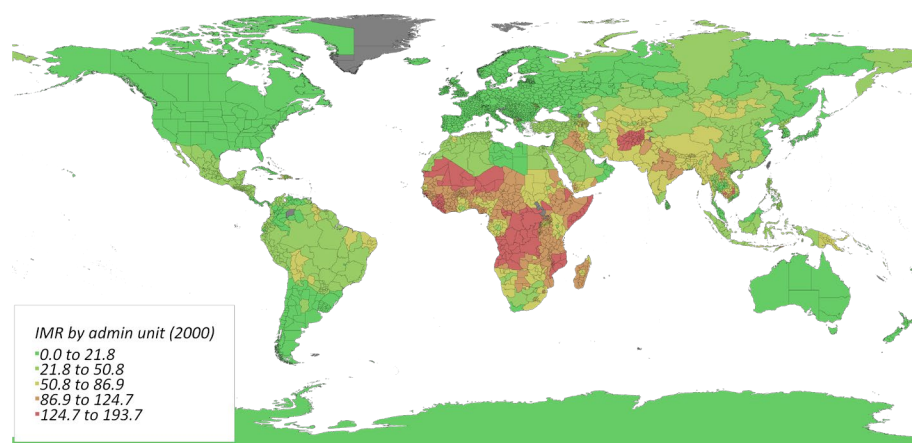 IMR by admin unit (2000)
0.0 to 21.8
21.8 to 50.8
50.8 to 86.9
86.9 to 124.7
124.7 to 193.7